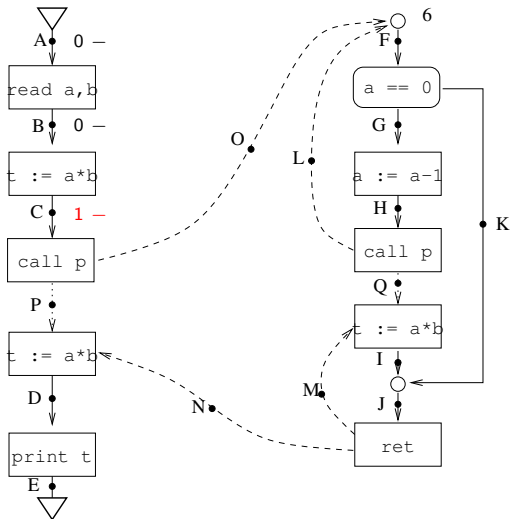 A 0 –
read a,b
B 0 –
t := a*b
C 1 –
call p
P
t := a*b
D
print t
E
O
L
N
M
6
F
a == 0
G
a := a-1
H
call p
Q
t := a*b
I
J
ret
K